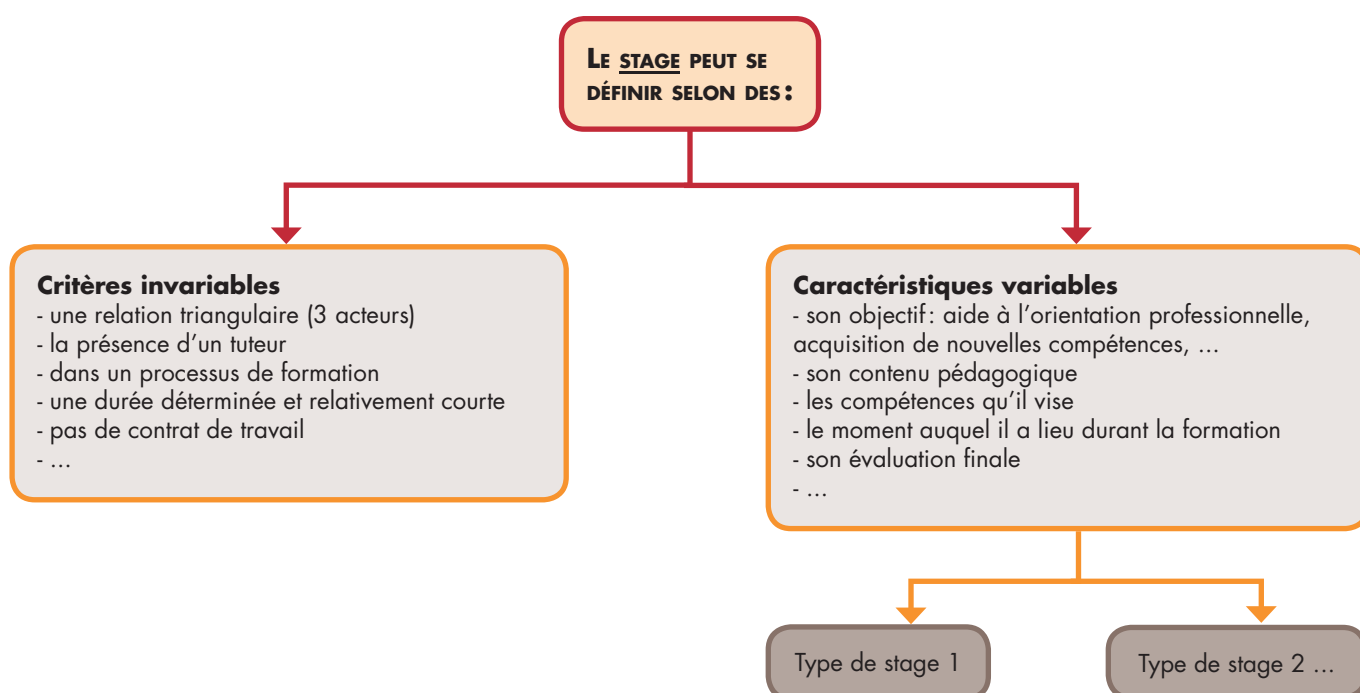 LE STAGE PEUT SE
DÉFINIR SELON DES :
Critères invariables
- une relation triangulaire (3 acteurs)
- la présence d’un tuteur
- dans un processus de formation
- une durée déterminée et relativement courte
- pas de contrat de travail
- ...
Caractéristiques variables
- son objectif : aide à l’orientation professionnelle,
acquisition de nouvelles compétences, ...
- son contenu pédagogique
- les compétences qu’il vise
- le moment auquel il a lieu durant la formation
- son évaluation finale
- ...
Type de stage 1
Type de stage 2 ...